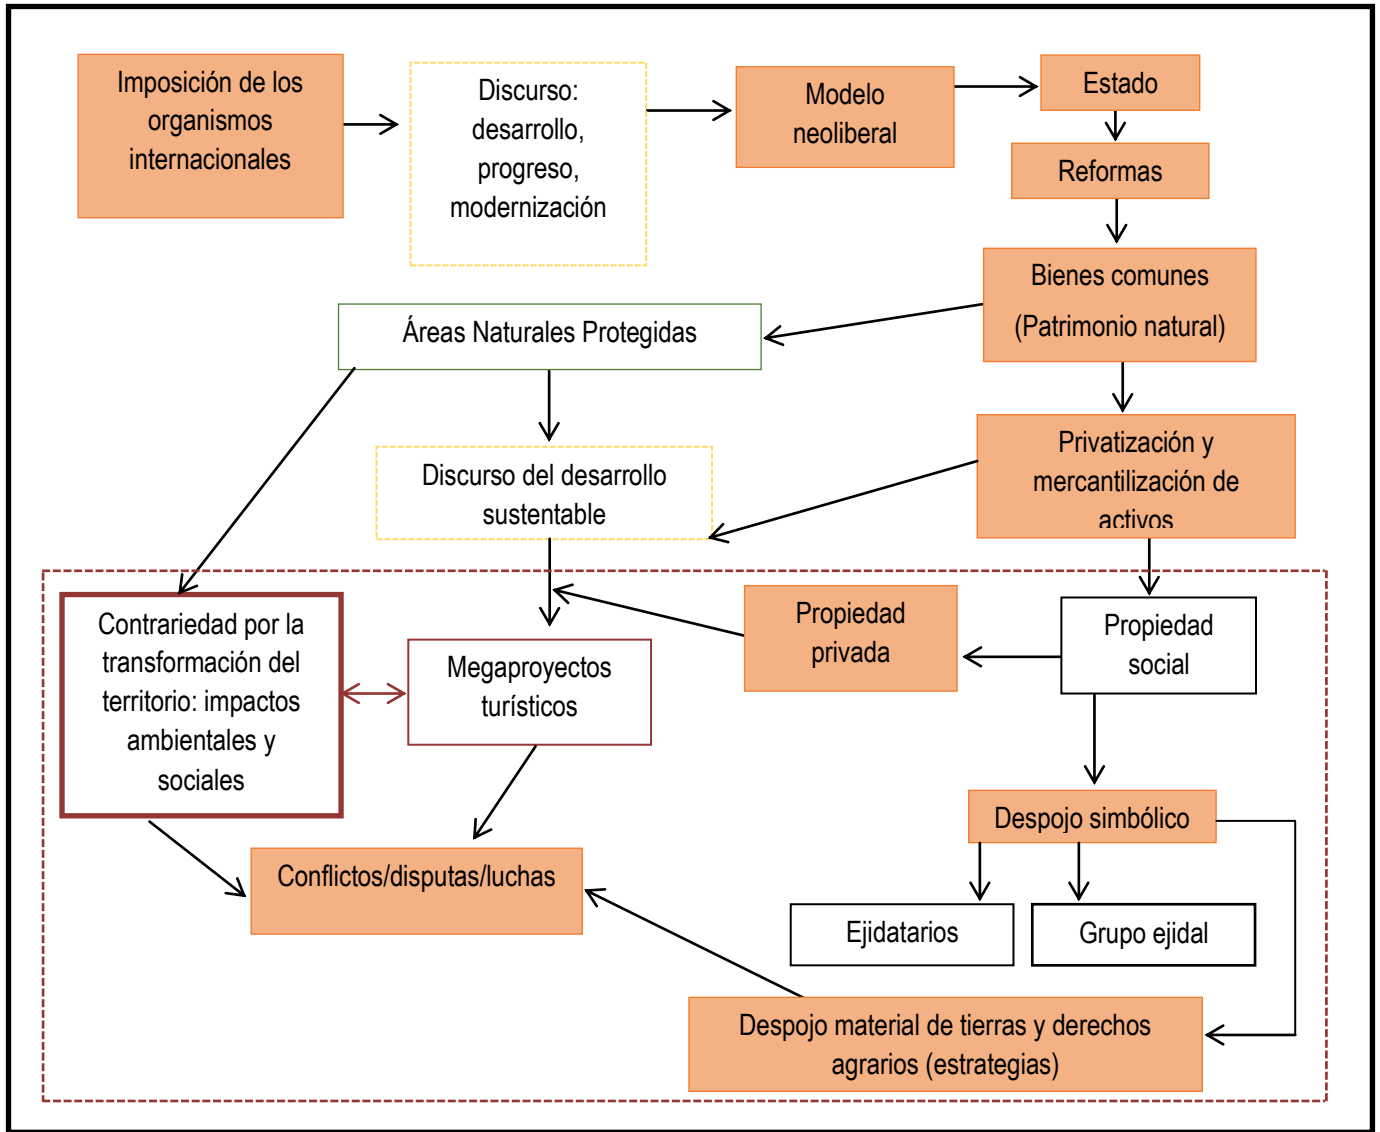 Imposición de los
organismos
internacionales
Discurso:
desarrollo,
progreso,
modernización
Modelo
neoliberal
Estado
Reformas
Bienes comunes
(Patrimonio natural)
Áreas Naturales Protegidas
Privatización y
mercantilización de
activos
Discurso del desarrollo
sustentable
Contrariedad por la
transformación del
territorio: impactos
ambientales y
sociales
Megaproyectos
turísticos
Propiedad
privada
Propiedad
social
Despojo simbólico
Conflictos/disputas/luchas
Ejidatarios
Grupo ejidal
Despojo material de tierras y derechos
agrarios (estrategias)